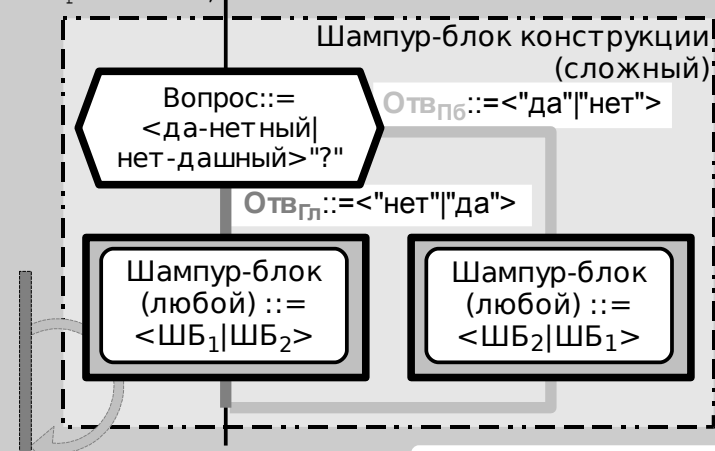 Шампур-блок конструкции
(сложный)
Вопрос::=
<да-нетный|
нет-дашный>"?"
Отвпб::=<"да"|"нет">
ОтвГл::=<"нет"|"да">
Шампур-блок
(любой) ::=
<ШБ1|ШБ2>
Шампур-блок
(любой) ::=
<ШБ2|ШБ1>